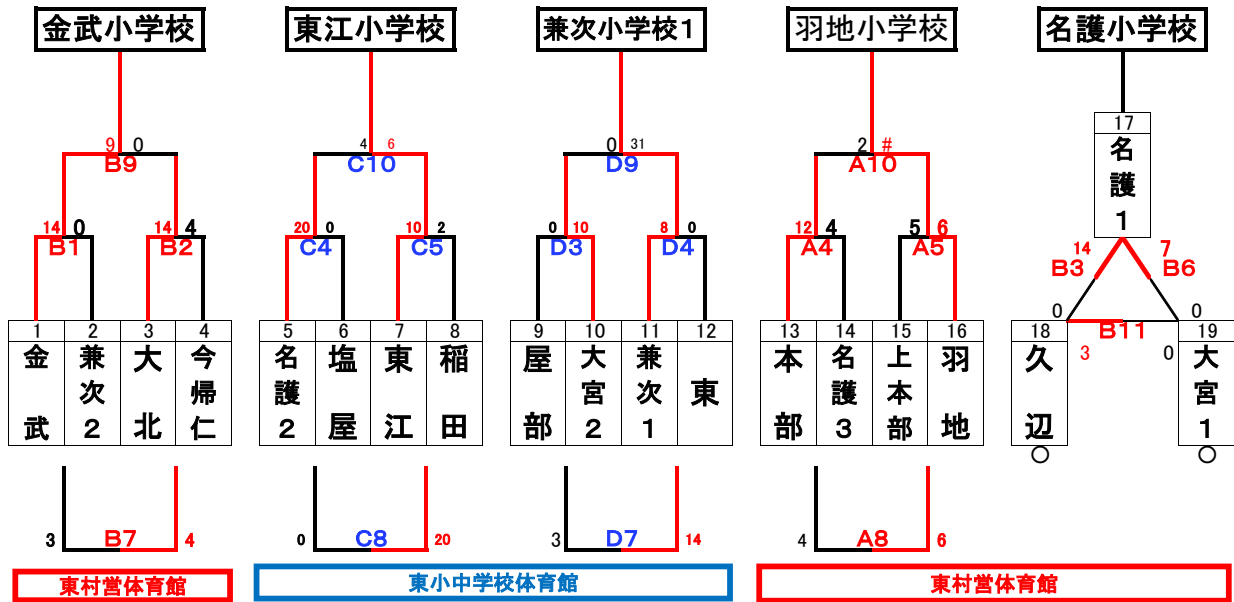 金武小学校 東江小学校 兼次小学校1 羽地小学校 名護小学校
17
名護1
9 0 4 6 0 31 2 #
B9 C10 D9 A10
14 0 14 4 20 0 10 2 0 10 8 0 12 4 5 6
B1 B2 C4 C5 D3 D4 A4 A5
14 7
B3 B6
0 0
B11
3 0
1 2 3 4 5 6 7 8 9 10 11 12 13 14 15 16 18 19
金武 兼次2 大北 今帰仁 名護2 塩屋 東江 稲田 屋部 大宮2 兼次1 東 本部 名護3 上本部 羽地 久辺 大宮1
○ ○
3 B7 4 0 C8 20 3 D7 14 4 A8 6
東村営体育館 東小中学校体育館 東村営体育館